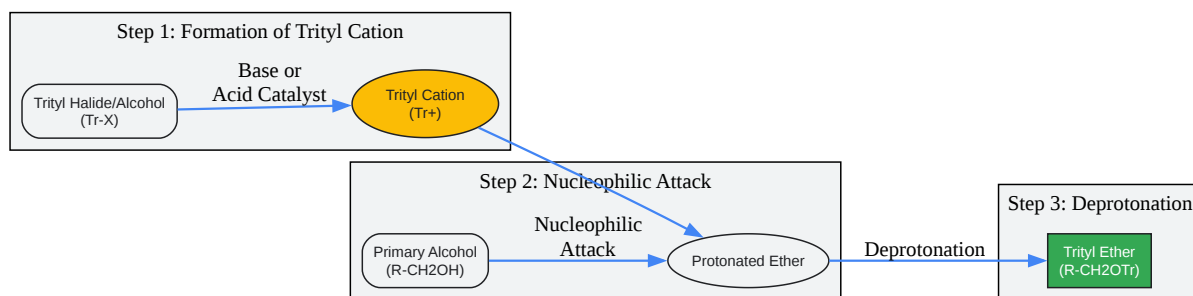 Step 1: Formation of Trityl Cation
Trityl Halide/Alcohol
(Tr-X)
Base or
Acid Catalyst
Trityl Cation
(Tr+)
Step 2: Nucleophilic Attack
Primary Alcohol
(R-CH2OH)
Nucleophilic
Attack
Protonated Ether
Deprotonation
Step 3: Deprotonation
Trityl Ether
(R-CH2OTr)